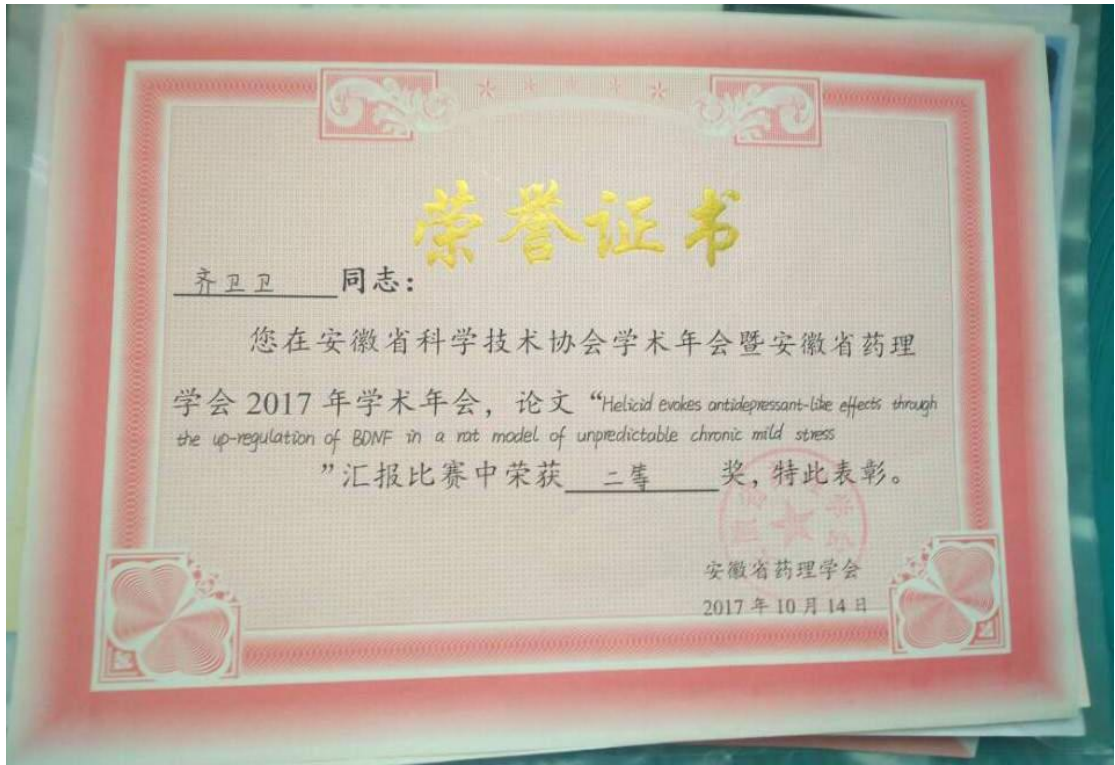 荣誉证书
齐卫卫 同志：
您在安徽省科学技术协会学术年会暨安徽省药理
学会 2017 年学术年会，论文 “Helicid evokes antidepressant-like effects through
the up-regulation of BDNF in a rat model of unpredictable chronic mild stress
”汇报比赛中荣获 二等 奖，特此表彰。
安徽省药理学会
2017 年 10 月 14 日